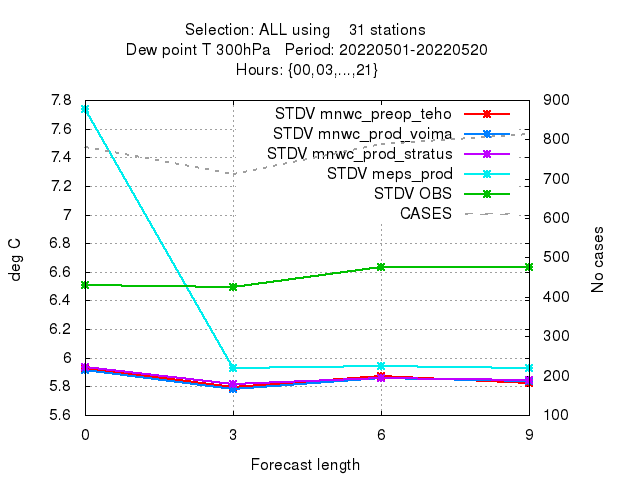 Selection: ALL using    31 stations
Dew point T 300hPa   Period: 20220501-20220520
Hours: {00,03,...,21}
7.8
7.6
7.4
7.2
7
6.8
6.6
6.4
6.2
6
5.8
5.6
deg C
STDV mnwc_preop_teho
STDV mnwc_prod_voima
STDV mnwc_prod_stratus
STDV meps_prod
STDV OBS
CASES
900
800
700
600
500
400
300
200
100
No cases
0 3 6 9
Forecast length